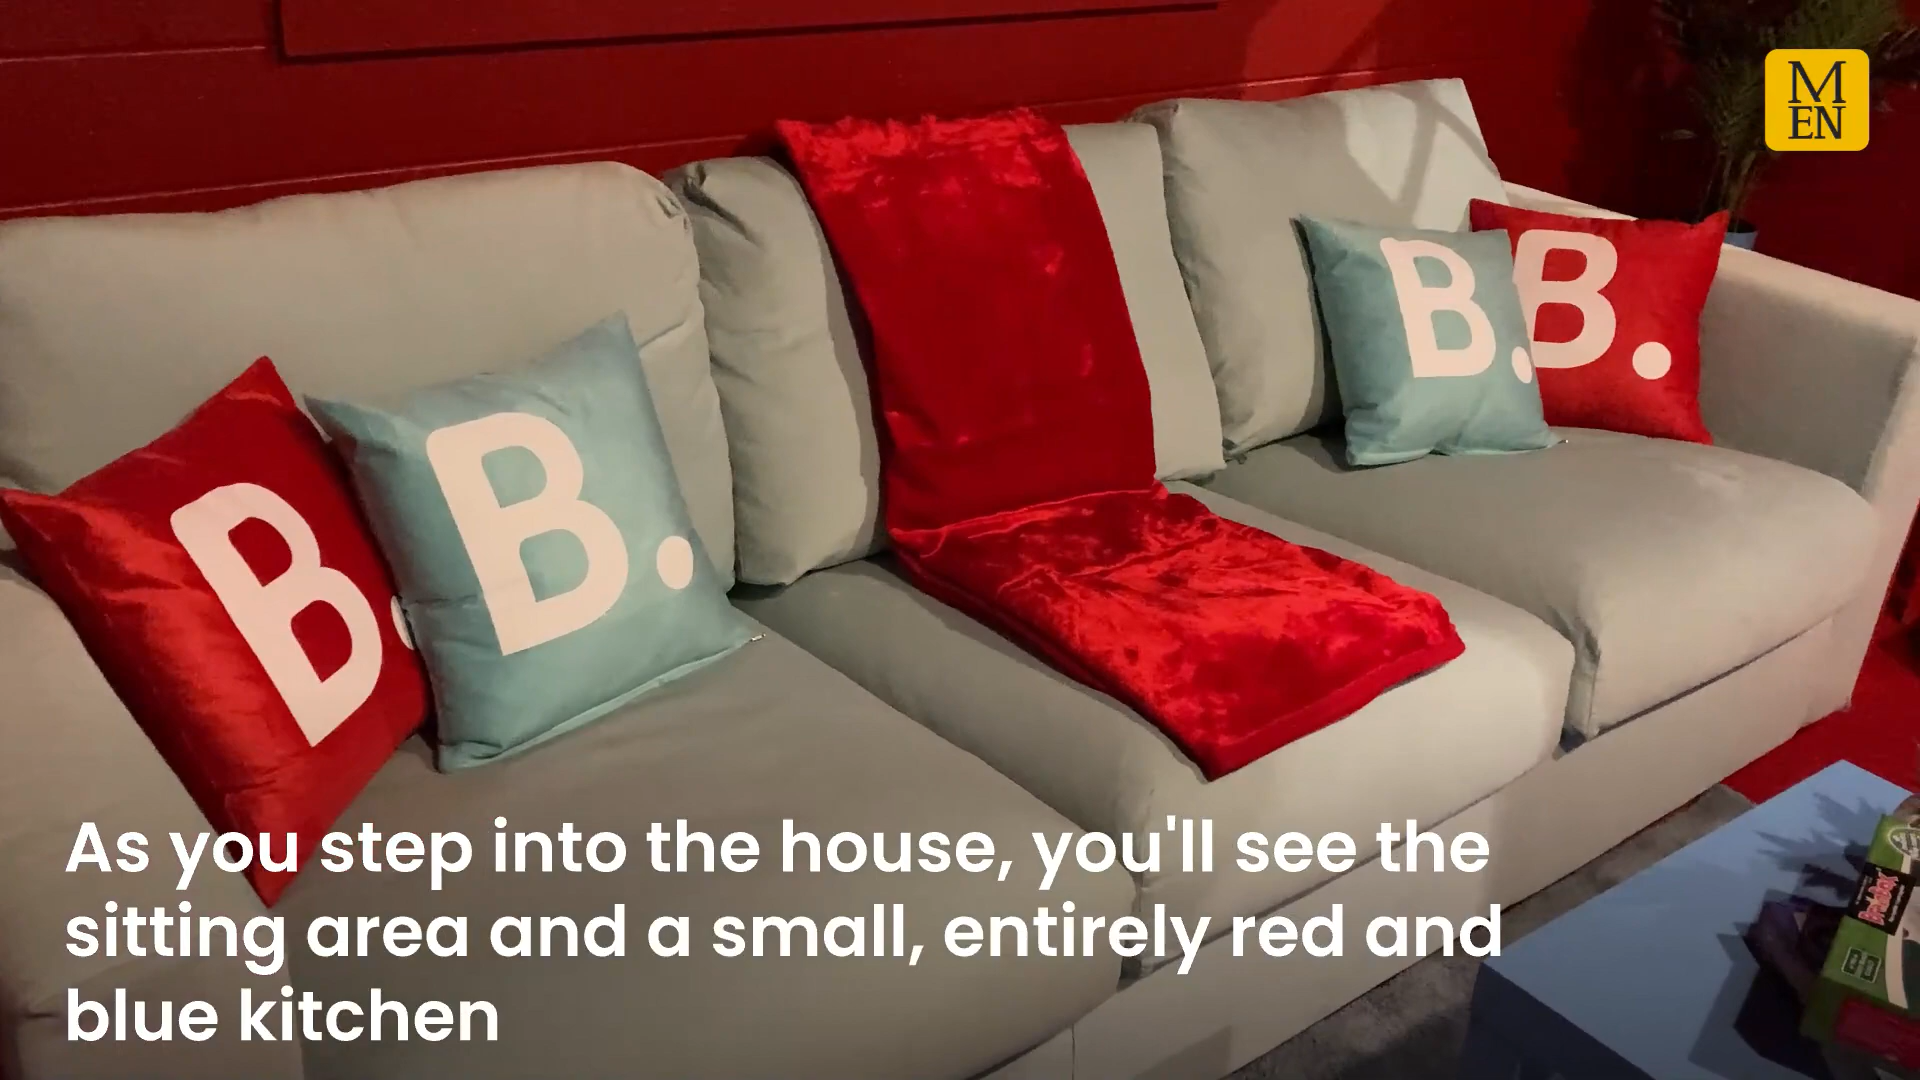 M
EN
B.
B.
B.
B.
As you step into the house, you'll see the
sitting area and a small, entirely red and
blue kitchen